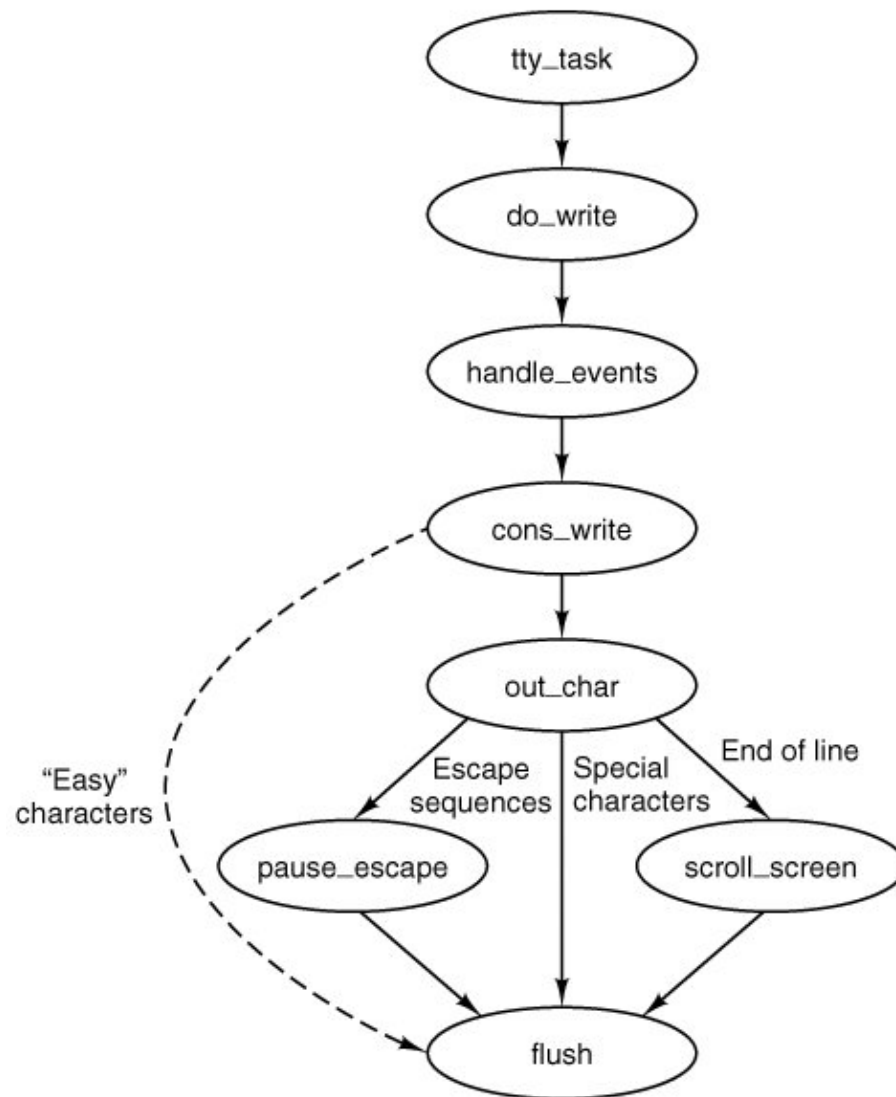 tty_task
do_write
handle_events
cons_write
out_char
End of line
“Easy”
characters
Escape
sequences
Special
characters
pause_escape
scroll_screen
flush